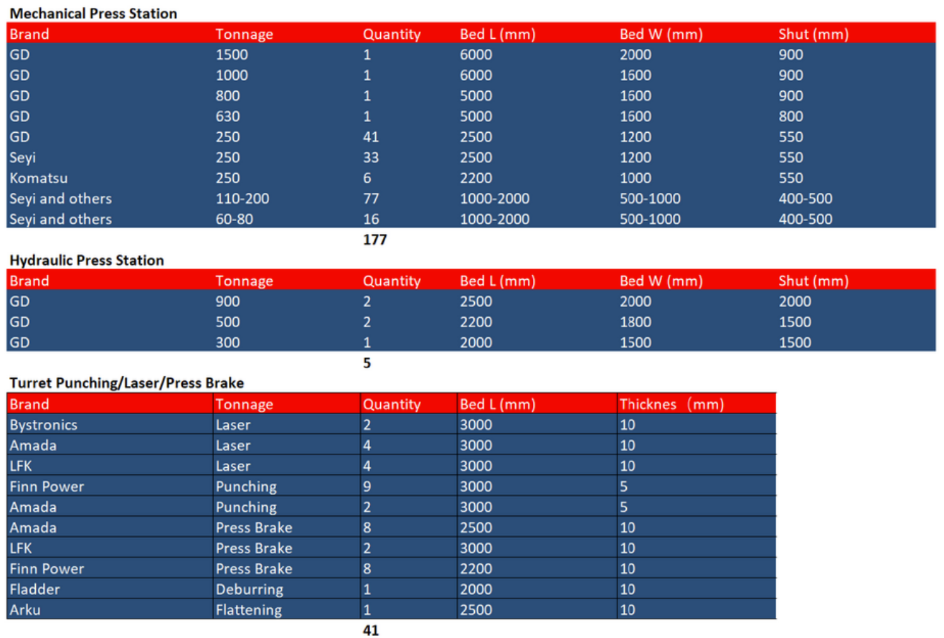 Mechanical Press Station
Brand Tonnage Quantity Bed L (mm) Bed W (mm) Shut (mm)
GD 1500 1 6000 2000 900
GD 1000 1 6000 1600 900
GD 800 1 5000 1600 900
GD 630 1 5000 1600 800
GD 250 41 2500 1200 550
Seyi 250 33 2500 1200 550
Komatsu 250 6 2200 1000 550
Seyi and others 110-200 77 1000-2000 500-1000 400-500
Seyi and others 60-80 16 1000-2000 500-1000 400-500
177
Hydraulic Press Station
Brand Tonnage Quantity Bed L (mm) Bed W (mm) Shut (mm)
GD 900 2 2500 2000 2000
GD 500 2 2200 1800 1500
GD 300 1 2000 1500 1500
5
Turret Punching/Laser/Press Brake
Brand Tonnage Quantity Bed L (mm) Thicknes（mm)
Bystronics Laser 2 3000 10
Amada Laser 4 3000 10
LFK Laser 4 3000 10
Finn Power Punching 9 3000 5
Amada Punching 2 3000 5
Amada Press Brake 8 2500 10
LFK Press Brake 2 3000 10
Finn Power Press Brake 8 2200 10
Fladder Deburring 1 2000 10
Arku Flattening 1 2500 10
41